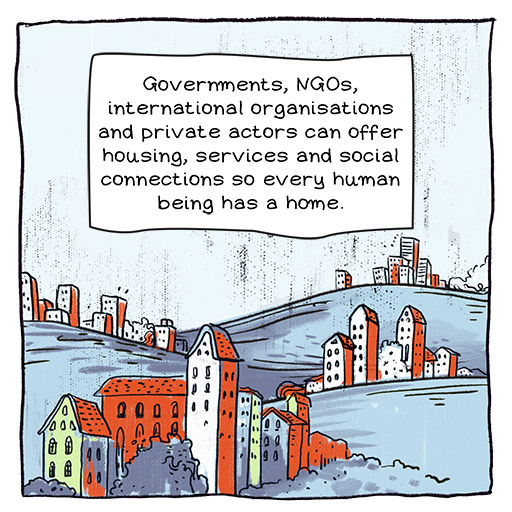 Governments, NGOs,
international organisations
and private actors can offer
housing, services and social
connections so every human
being has a home.